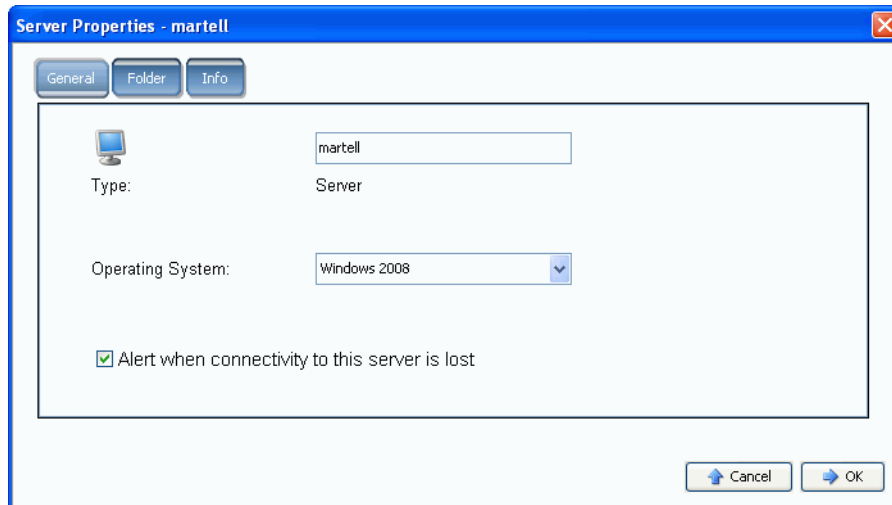 Server Properties - martell
General Folder Info
martell
Type: Server
Operating System: Windows 2008
Alert when connectivity to this server is lost
Cancel OK